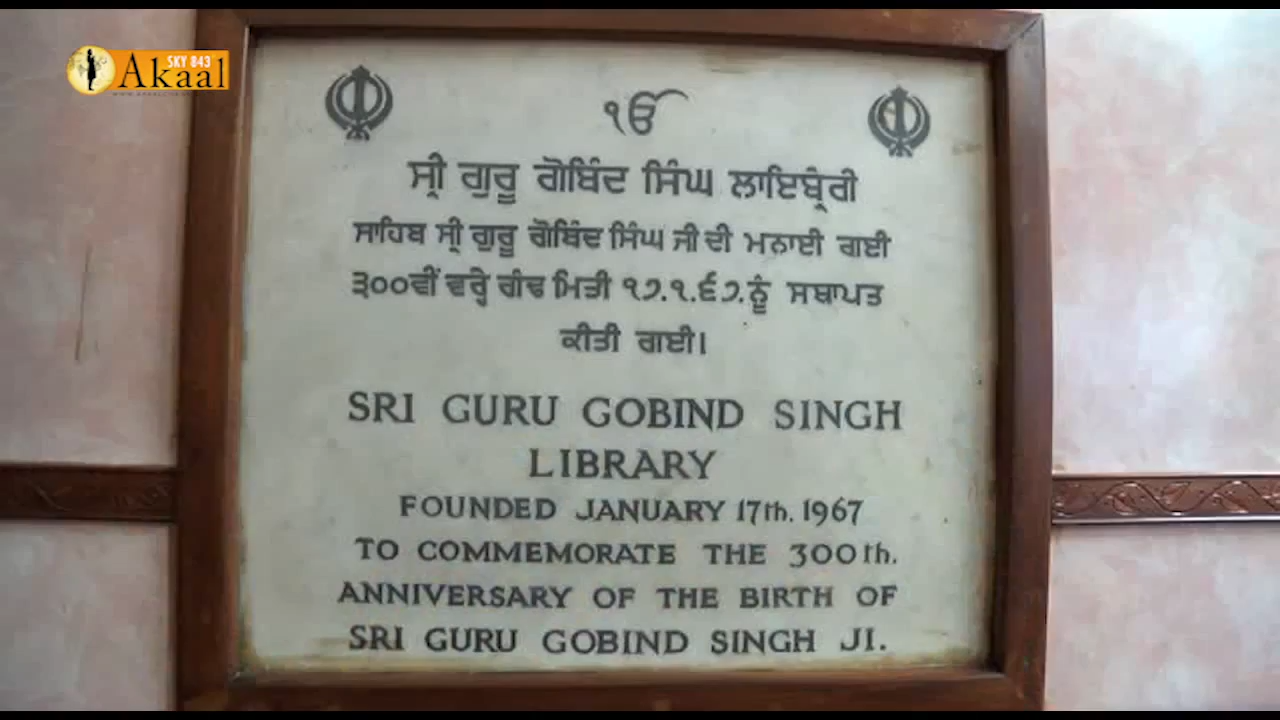 SKY 843
Akaal
ੴ
ਸ੍ਰੀ ਗੁਰੂ ਗੋਬਿੰਦ ਸਿੰਘ ਲਾਇਬ੍ਰੇਰੀ
ਸਾਹਿਬ ਸ੍ਰੀ ਗੁਰੂ ਗੋਬਿੰਦ ਸਿੰਘ ਜੀ ਦੀ ਮਨਾਈ ਗਈ
੩੦੦ਵੀਂ ਵਰ੍ਹੇ ਗੰਢ ਮਿਤੀ ੧੭.੧.੬੭.ਨੂੰ ਸਥਾਪਤ
ਕੀਤੀ ਗਈ।
SRI GURU GOBIND SINGH
LIBRARY
FOUNDED JANUARY 17th. 1967
TO COMMEMORATE THE 300th.
ANNIVERSARY OF THE BIRTH OF
SRI GURU GOBIND SINGH JI.